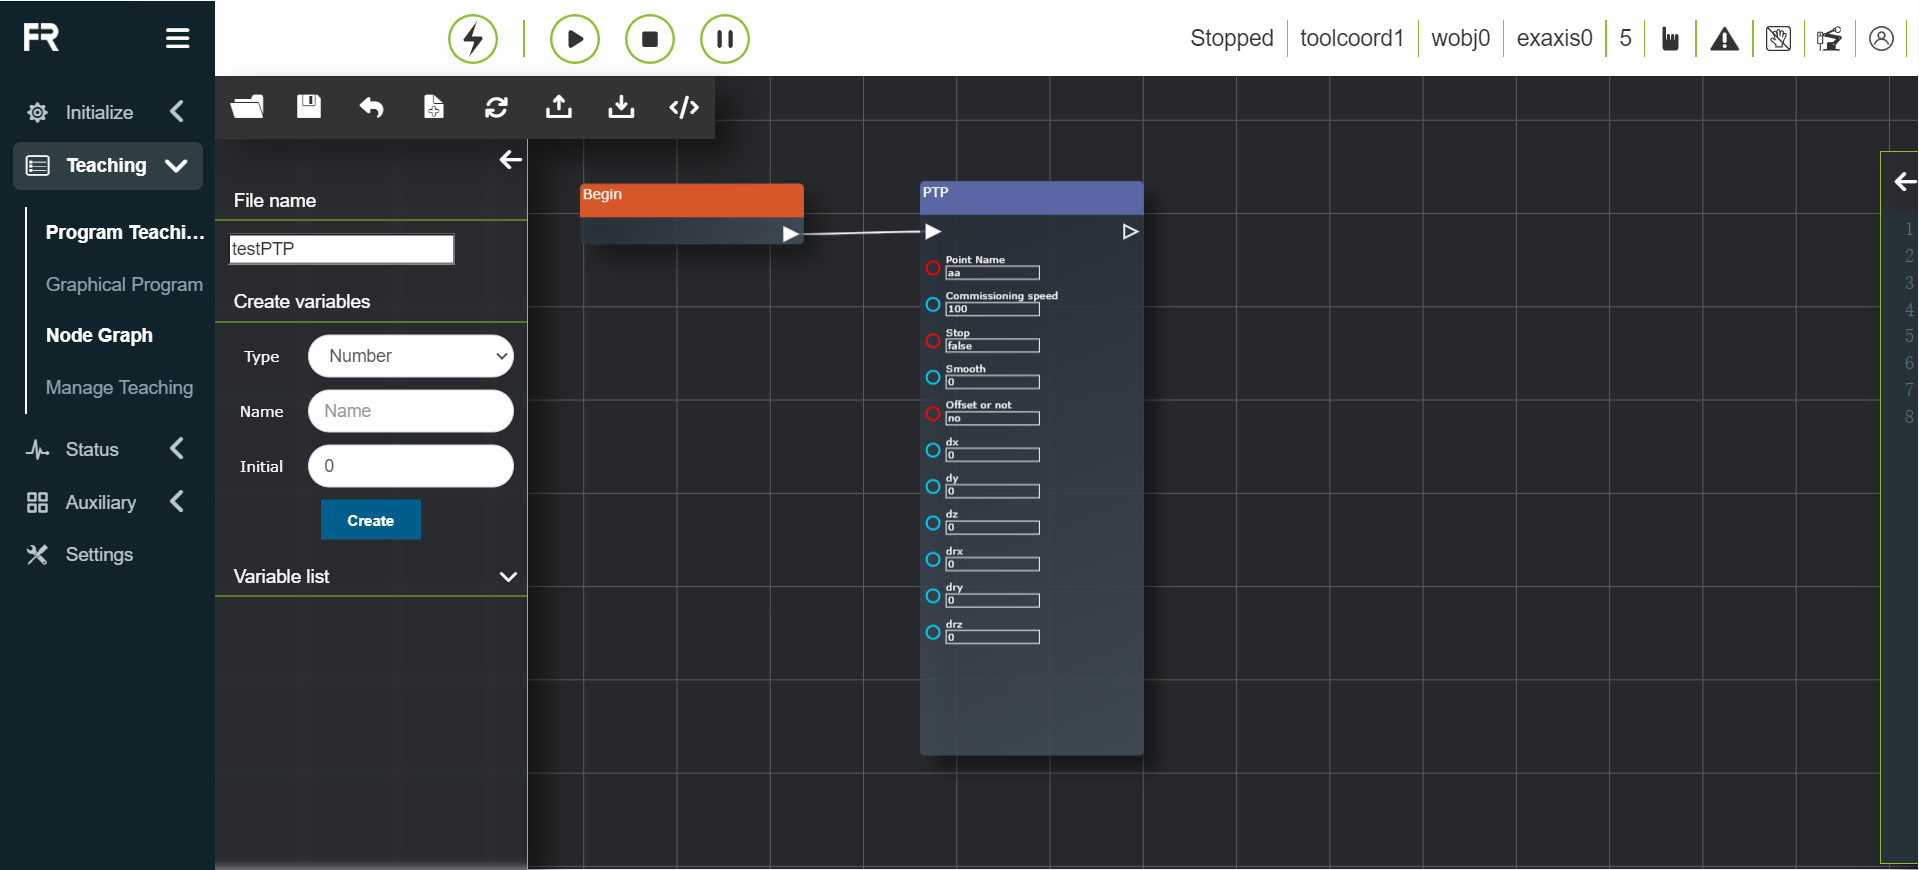 FR
Stopped
toolcoord1
wobj0
exaxis0
5
Initialize
Teaching
Program Teachi...
Graphical Program
Node Graph
Manage Teaching
Status
Auxiliary
Settings
File name
testPTP
Create variables
Type
Number
Name
Name
Initial
0
Create
Variable list
Begin
PTP
Point Name
aa
Commissioning speed
100
Stop
false
Smooth
0
Offset or not
no
dx
0
dy
0
dz
0
drx
0
dry
0
drz
0
1
2
3
4
5
6
7
8